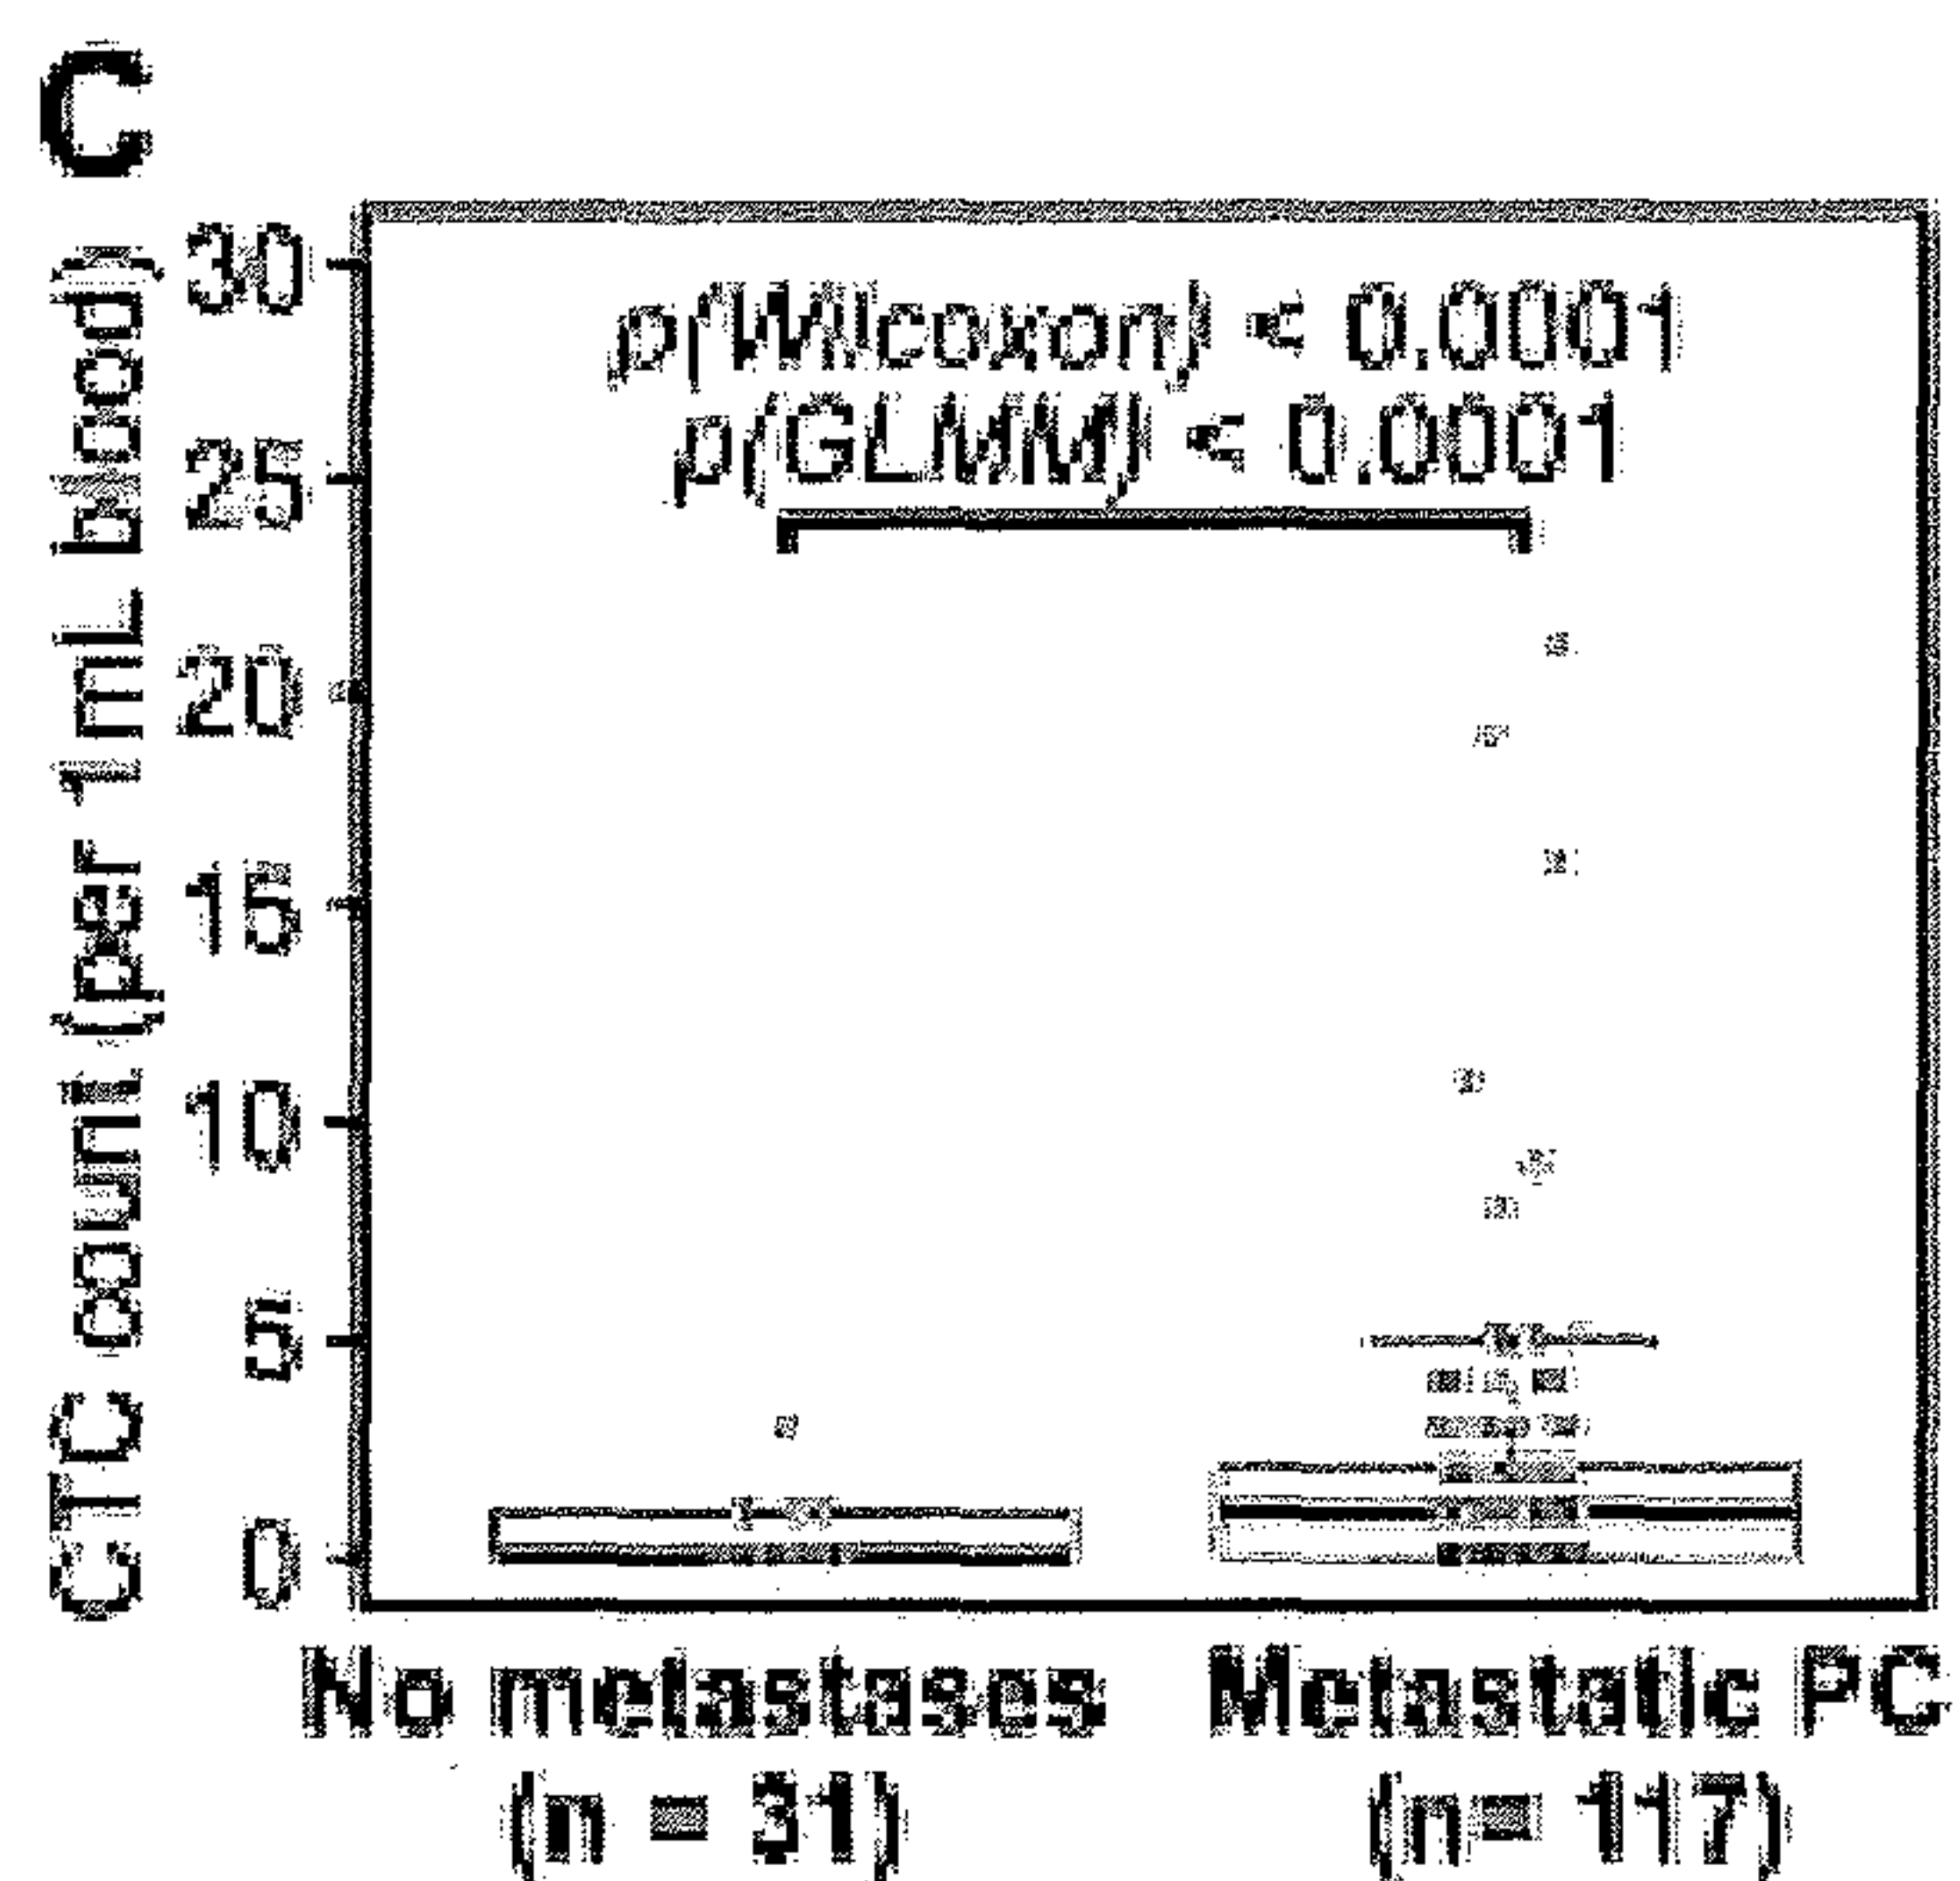 C
CTC count (per 1 mL blood)
30
25
20
15
10
5
0
p(Wilcoxon) < 0.0001
p(GLMM) < 0.0001
No metastases
(n = 31)
Metastatic PC
(n= 117)